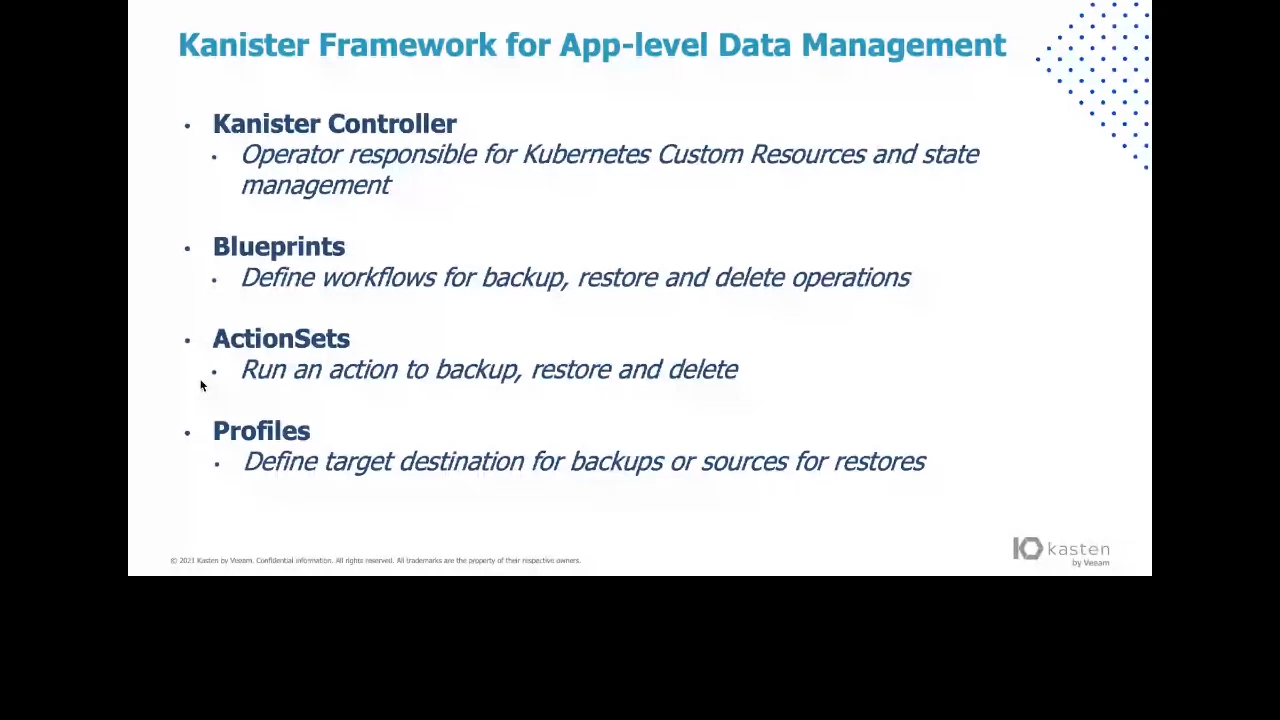 Kanister Framework for App-level Data Management
• Kanister Controller
• Operator responsible for Kubernetes Custom Resources and state
management
• Blueprints
• Define workflows for backup, restore and delete operations
• ActionSets
• Run an action to backup, restore and delete
• Profiles
• Define target destination for backups or sources for restores
© 2021 Kasten by Veeam. Confidential information. All rights reserved. All trademarks are the property of their respective owners.
kasten
by Veeam